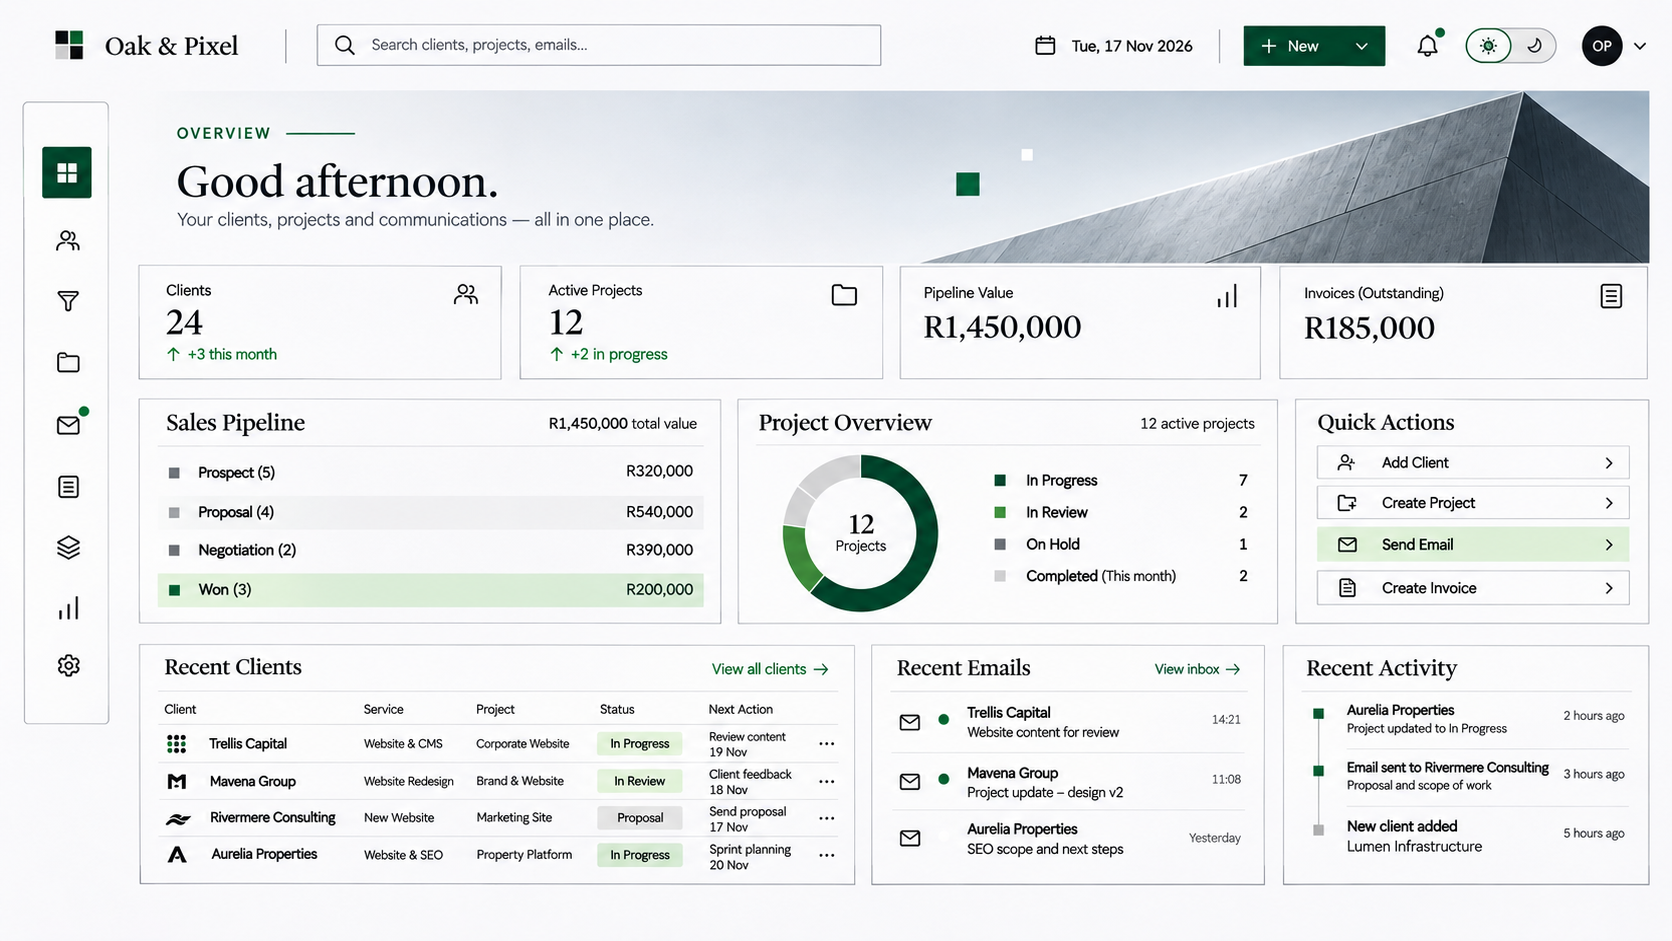 Oak & Pixel
Search clients, projects, emails...
Tue, 17 Nov 2026
New
OP
OVERVIEW
Good afternoon.
Your clients, projects and communications — all in one place.
Clients
24
+3 this month
Active Projects
12
+2 in progress
Pipeline Value
R1,450,000
Invoices (Outstanding)
R185,000
Sales Pipeline
R1,450,000 total value
Prospect (5) R320,000
Proposal (4) R540,000
Negotiation (2) R390,000
Won (3) R200,000
Project Overview
12 active projects
12
Projects
In Progress 7
In Review 2
On Hold 1
Completed (This month) 2
Quick Actions
Add Client
Create Project
Send Email
Create Invoice
Recent Clients
View all clients →
Client Service Project Status Next Action
Trellis Capital Website & CMS Corporate Website In Progress Review content
19 Nov
Mavena Group Website Redesign Brand & Website In Review Client feedback
18 Nov
Rivermere Consulting New Website Marketing Site Proposal Send proposal
17 Nov
Aurelia Properties Website & SEO Property Platform In Progress Sprint planning
20 Nov
Recent Emails
View inbox →
Trellis Capital 14:21
Website content for review
Mavena Group 11:08
Project update – design v2
Aurelia Properties Yesterday
SEO scope and next steps
Recent Activity
Aurelia Properties 2 hours ago
Project updated to In Progress
Email sent to Rivermere Consulting 3 hours ago
Proposal and scope of work
New client added 5 hours ago
Lumen Infrastructure